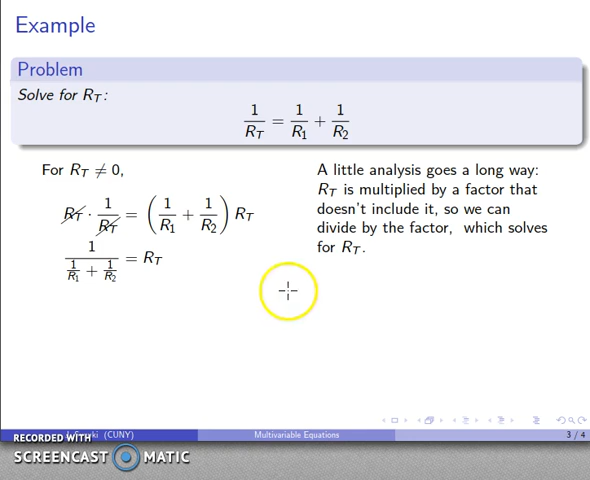 Example
Problem
Solve for R_T:
1/R_T = 1/R_1 + 1/R_2
For R_T ≠ 0,
R_T · 1/R_T = (1/R_1 + 1/R_2) R_T
1/(1/R_1 + 1/R_2) = R_T
A little analysis goes a long way:
R_T is multiplied by a factor that
doesn't include it, so we can
divide by the factor, which solves
for R_T.
(CUNY) Multivariable Equations 3 / 4
RECORDED WITH
SCREENCAST MATIC